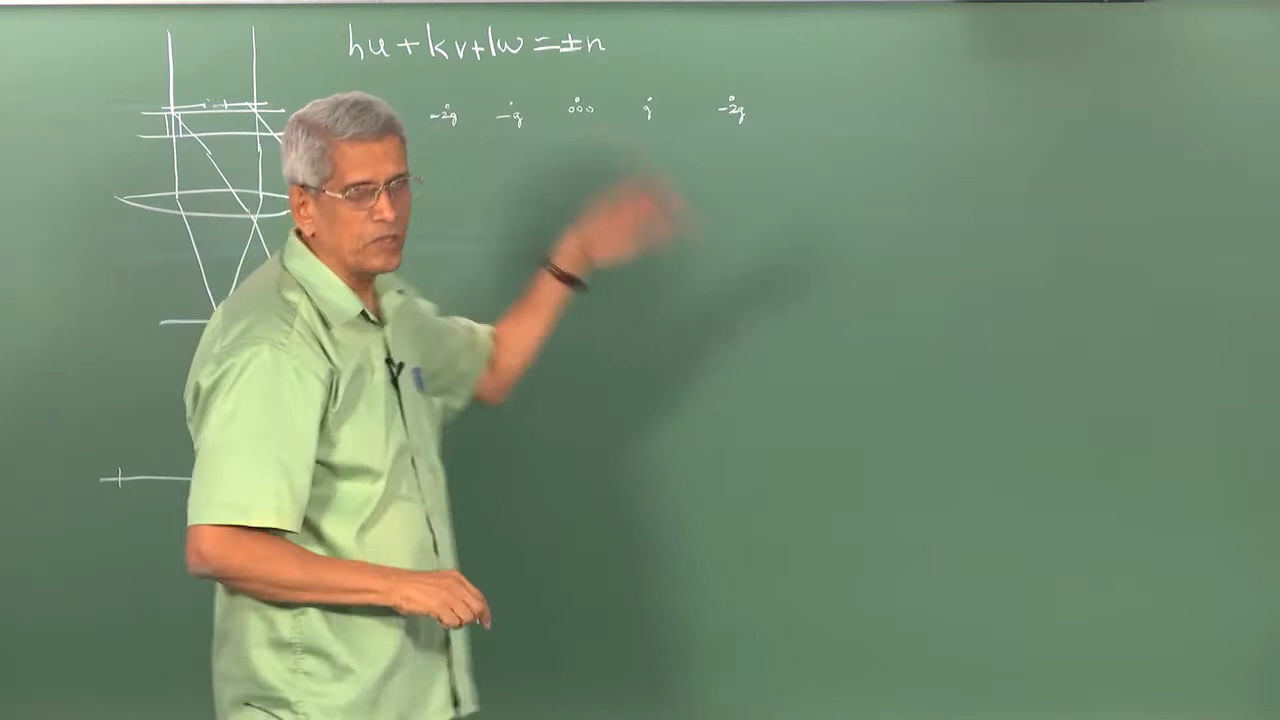 hu + kv + lw = ±n
-2g -g 000 g -2g